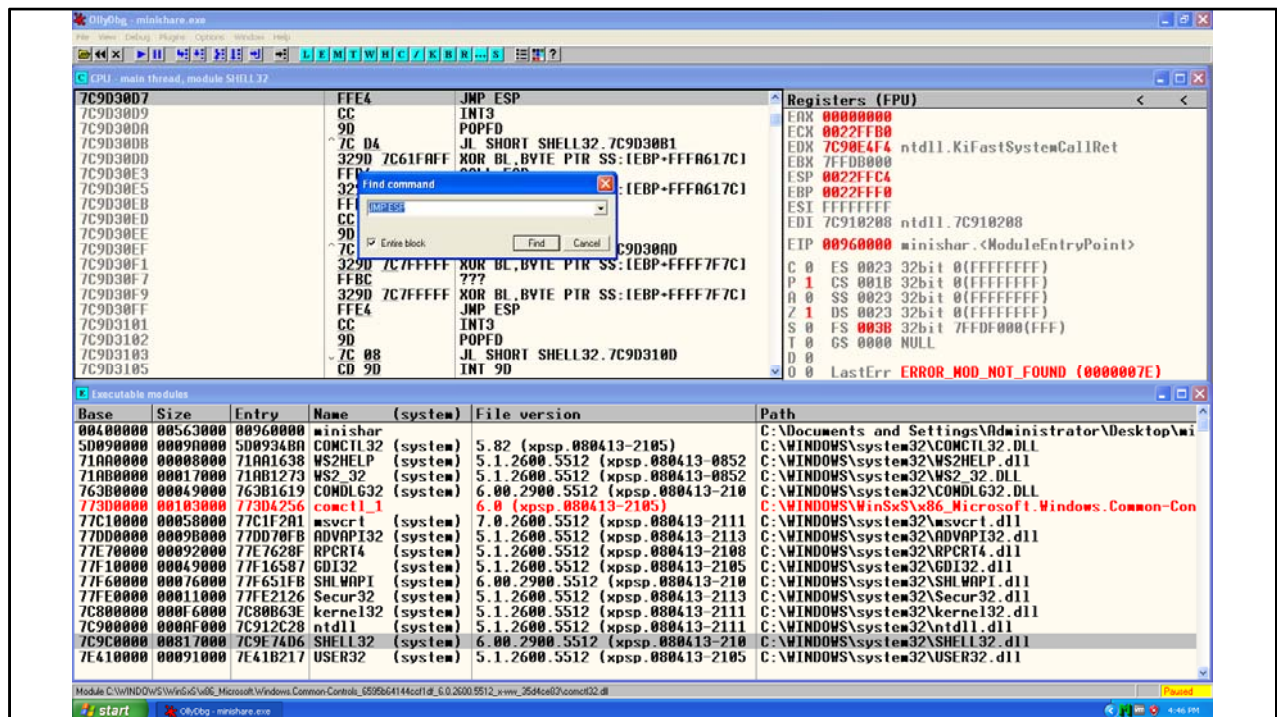 OllyDbg - minishare.exe
File View Debug Plugins Options Window Help
L E M T W H C / K B R ... S ?
C CPU - main thread, module SHELL32
7C9D30D7 FFE4 JMP ESP
7C9D30D9 CC INT3
7C9D30DA 9D POPFD
7C9D30DB ^ 7C D4 JL SHORT SHELL32.7C9D30B1
7C9D30DD 329D 7C61FAFF XOR BL,BYTE PTR SS:[EBP+FFFA617C]
7C9D30E3
7C9D30E5 :[EBP+FFFA617C]
7C9D30EB
7C9D30ED CC
7C9D30EE 9D
7C9D30EF ^ 7C C9D30AD
7C9D30F1 329D 7C7FFFFF XOR BL,BYTE PTR SS:[EBP+FFFF7F7C]
7C9D30F7 FFBC ???
7C9D30F9 329D 7C7FFFFF XOR BL,BYTE PTR SS:[EBP+FFFF7F7C]
7C9D30FF FFE4 JMP ESP
7C9D3101 CC INT3
7C9D3102 9D POPFD
7C9D3103 7C 08 JL SHORT SHELL32.7C9D310D
7C9D3105 CD 9D INT 9D
Find command
JMP ESP
Entire block Find Cancel
Registers (FPU) < <
EAX 00000000
ECX 0022FFB0
EDX 7C90E4F4 ntdll.KiFastSystemCallRet
EBX 7FFDB000
ESP 0022FFC4
EBP 0022FFF0
ESI FFFFFFFF
EDI 7C910208 ntdll.7C910208
EIP 00960000 minishar.<ModuleEntryPoint>
C 0 ES 0023 32bit 0(FFFFFFFF)
P 1 CS 001B 32bit 0(FFFFFFFF)
A 0 SS 0023 32bit 0(FFFFFFFF)
Z 1 DS 0023 32bit 0(FFFFFFFF)
S 0 FS 003B 32bit 7FFDF000(FFF)
T 0 GS 0000 NULL
D 0
O 0 LastErr ERROR_MOD_NOT_FOUND (0000007E)
E Executable modules
Base Size Entry Name (system) File version Path
00400000 00563000 00960000 minishar C:\Documents and Settings\Administrator\Desktop\mi
5D090000 0009A000 5D0934BA COMCTL32 (system) 5.82 (xpsp.080413-2105) C:\WINDOWS\system32\COMCTL32.DLL
71AA0000 00008000 71AA1638 WS2HELP (system) 5.1.2600.5512 (xpsp.080413-0852 C:\WINDOWS\system32\WS2HELP.dll
71AB0000 00017000 71AB1273 WS2_32 (system) 5.1.2600.5512 (xpsp.080413-0852 C:\WINDOWS\system32\WS2_32.DLL
763B0000 00049000 763B1619 COMDLG32 (system) 6.00.2900.5512 (xpsp.080413-210 C:\WINDOWS\system32\COMDLG32.DLL
773D0000 00103000 773D4256 comctl_1 6.0 (xpsp.080413-2105) C:\WINDOWS\WinSxS\x86_Microsoft.Windows.Common-Con
77C10000 00058000 77C1F2A1 msvcrt (system) 7.0.2600.5512 (xpsp.080413-2111 C:\WINDOWS\system32\msvcrt.dll
77DD0000 0009B000 77DD70FB ADVAPI32 (system) 5.1.2600.5512 (xpsp.080413-2113 C:\WINDOWS\system32\ADVAPI32.dll
77E70000 00092000 77E7628F RPCRT4 (system) 5.1.2600.5512 (xpsp.080413-2108 C:\WINDOWS\system32\RPCRT4.dll
77F10000 00049000 77F16587 GDI32 (system) 5.1.2600.5512 (xpsp.080413-2105 C:\WINDOWS\system32\GDI32.dll
77F60000 00076000 77F651FB SHLWAPI (system) 6.00.2900.5512 (xpsp.080413-210 C:\WINDOWS\system32\SHLWAPI.dll
77FE0000 00011000 77FE2126 Secur32 (system) 5.1.2600.5512 (xpsp.080413-2113 C:\WINDOWS\system32\Secur32.dll
7C800000 000F6000 7C80B63E kernel32 (system) 5.1.2600.5512 (xpsp.080413-2111 C:\WINDOWS\system32\kernel32.dll
7C900000 000AF000 7C912C28 ntdll (system) 5.1.2600.5512 (xpsp.080413-2111 C:\WINDOWS\system32\ntdll.dll
7C9C0000 00817000 7C9E74D6 SHELL32 (system) 6.00.2900.5512 (xpsp.080413-210 C:\WINDOWS\system32\SHELL32.dll
7E410000 00091000 7E41B217 USER32 (system) 5.1.2600.5512 (xpsp.080413-2105 C:\WINDOWS\system32\USER32.dll
Module C:\WINDOWS\WinSxS\x86_Microsoft.Windows.Common-Controls_6595b64144ccf1df_6.0.2600.5512_x-ww_35d4ce83\comctl32.dll Paused
start OllyDbg - minishare.exe 4:46 PM